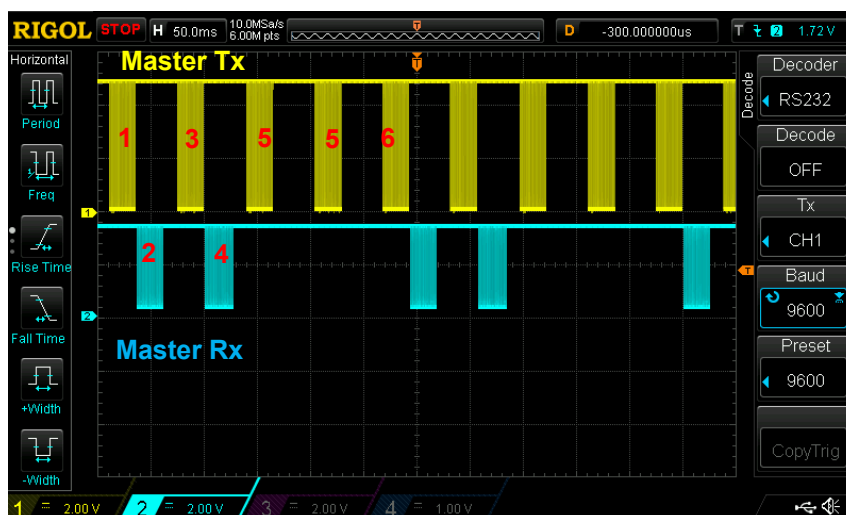 RIGOL STOP H 50.0ms 10.0MSa/s 6.00M pts T D -300.000000us T 2 1.72 V
Horizontal
Period
Freq
Rise Time
Fall Time
+Width
-Width
Master Tx
T
1 3 5 5 6
1
2 4
T
2
Master Rx
Decode
Decoder
RS232
Decode
OFF
Tx
CH1
Baud
9600
Preset
9600
CopyTrig
1 = 2.00 V 2 = 2.00 V 3 = 2.00 V 4 = 1.00 V